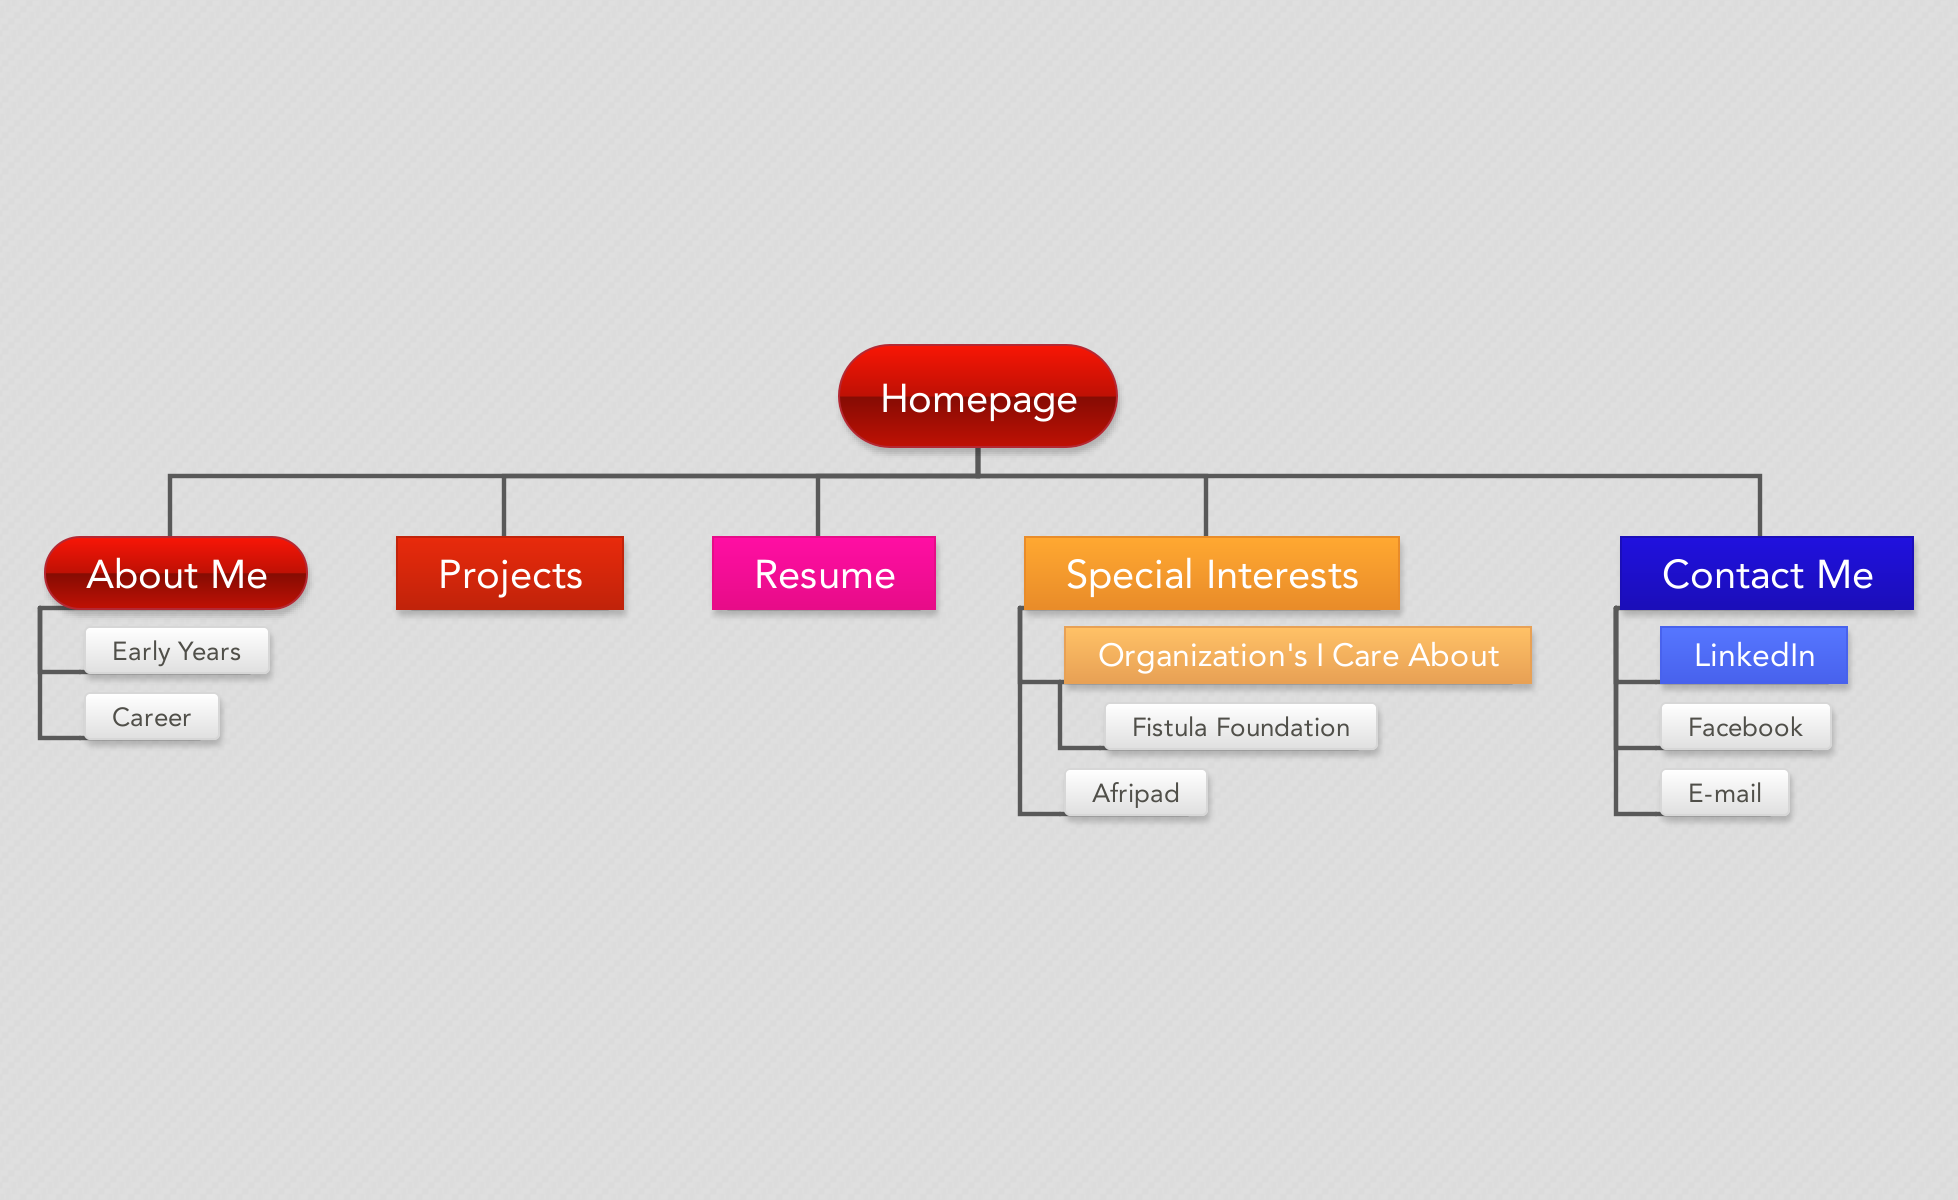 Homepage
About Me
Early Years
Career
Projects
Resume
Special Interests
Organization's I Care About
Fistula Foundation
Afripad
Contact Me
LinkedIn
Facebook
E-mail